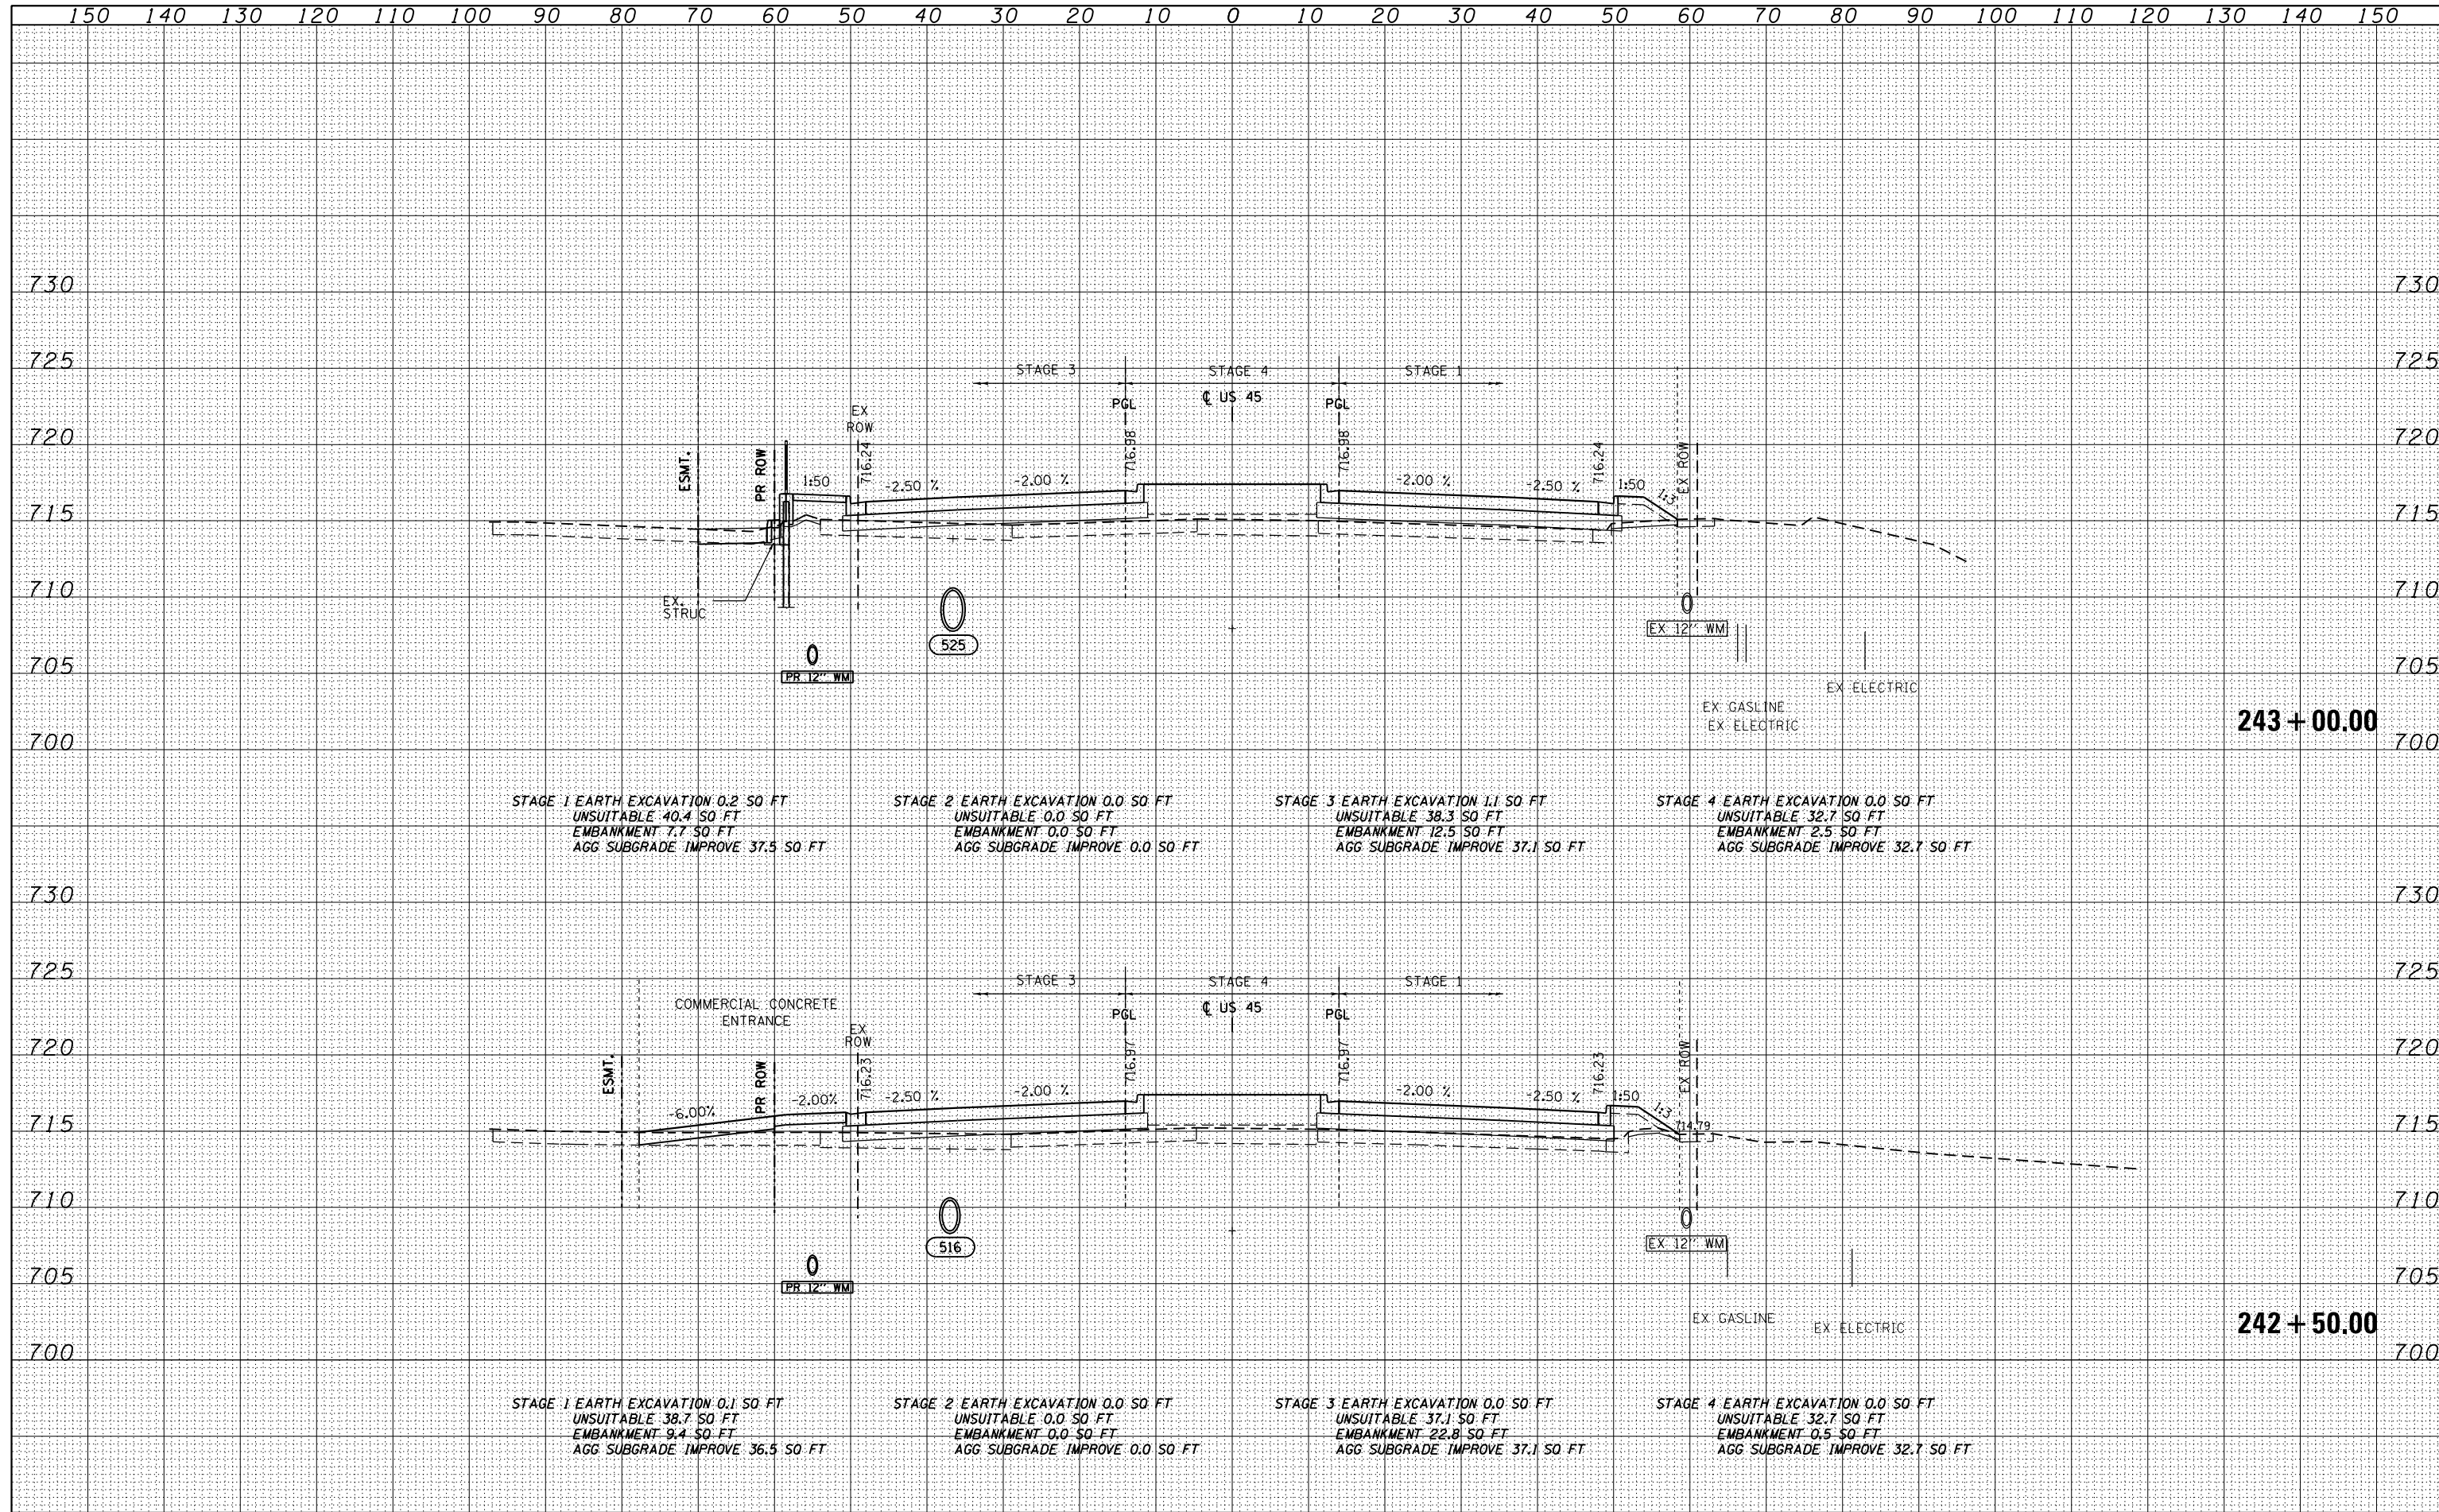 150 140 130 120 110 100 90 80 70 60 50 40 30 20 10 0 10 20 30 40 50 60 70 80 90 100 110 120 130 140 150
730 730
725 725
STAGE 3 STAGE 4 STAGE 1
PGL ℄ US 45 PGL
EX
ROW
720 720
ESMT.
PR ROW
716.24
716.98
716.98
716.24
EX ROW
1:50 -2.50 % -2.00 % -2.00 % -2.50 % 1:50 1:3
715 715
710 710
EX.
STRUC
525
EX 12" WM
705 705
PR 12" WM
EX ELECTRIC
EX GASLINE
EX ELECTRIC
243+00.00
700 700
STAGE 1 EARTH EXCAVATION 0.2 SQ FT
UNSUITABLE 40.4 SQ FT
EMBANKMENT 7.7 SQ FT
AGG SUBGRADE IMPROVE 37.5 SQ FT
STAGE 2 EARTH EXCAVATION 0.0 SQ FT
UNSUITABLE 0.0 SQ FT
EMBANKMENT 0.0 SQ FT
AGG SUBGRADE IMPROVE 0.0 SQ FT
STAGE 3 EARTH EXCAVATION 1.1 SQ FT
UNSUITABLE 38.3 SQ FT
EMBANKMENT 12.5 SQ FT
AGG SUBGRADE IMPROVE 37.1 SQ FT
STAGE 4 EARTH EXCAVATION 0.0 SQ FT
UNSUITABLE 32.7 SQ FT
EMBANKMENT 2.5 SQ FT
AGG SUBGRADE IMPROVE 32.7 SQ FT
730 730
725 725
STAGE 3 STAGE 4 STAGE 1
COMMERCIAL CONCRETE
ENTRANCE
PGL ℄ US 45 PGL
EX
ROW
720 720
ESMT.
PR ROW
716.23
716.97
716.97
716.23
EX ROW
-6.00% -2.00% -2.50 % -2.00 % -2.00 % -2.50 % 1:50 1:3
714.79
715 715
710 710
516
EX 12" WM
705 705
PR 12" WM
EX GASLINE
EX ELECTRIC
242+50.00
700 700
STAGE 1 EARTH EXCAVATION 0.1 SQ FT
UNSUITABLE 38.7 SQ FT
EMBANKMENT 9.4 SQ FT
AGG SUBGRADE IMPROVE 36.5 SQ FT
STAGE 2 EARTH EXCAVATION 0.0 SQ FT
UNSUITABLE 0.0 SQ FT
EMBANKMENT 0.0 SQ FT
AGG SUBGRADE IMPROVE 0.0 SQ FT
STAGE 3 EARTH EXCAVATION 0.0 SQ FT
UNSUITABLE 37.1 SQ FT
EMBANKMENT 22.8 SQ FT
AGG SUBGRADE IMPROVE 37.1 SQ FT
STAGE 4 EARTH EXCAVATION 0.0 SQ FT
UNSUITABLE 32.7 SQ FT
EMBANKMENT 0.5 SQ FT
AGG SUBGRADE IMPROVE 32.7 SQ FT